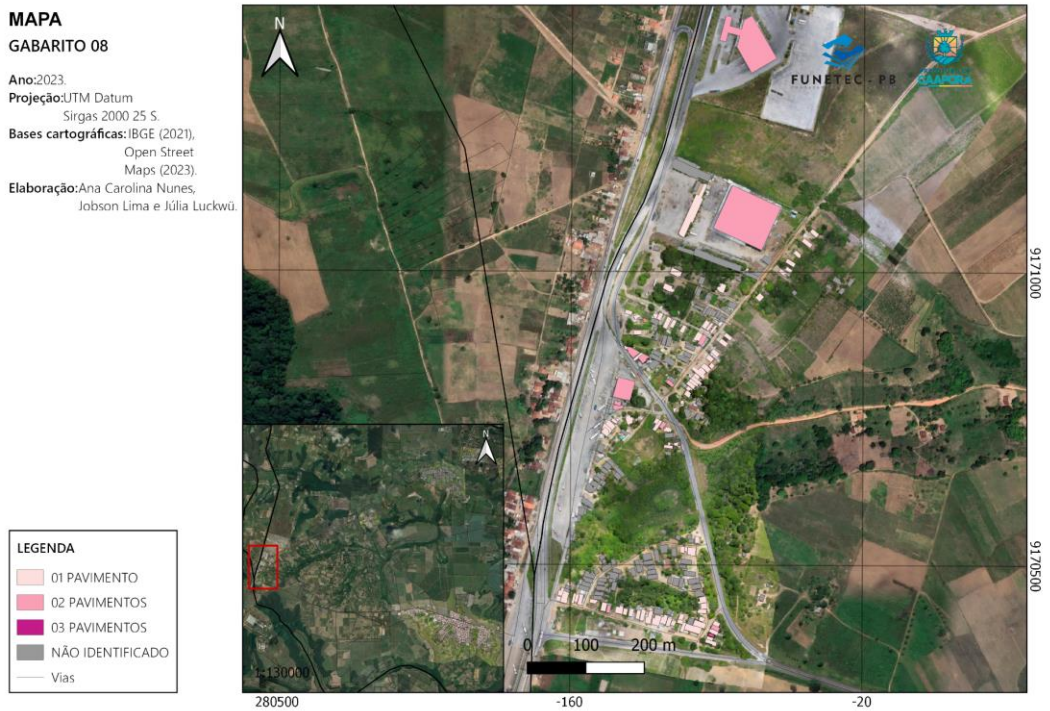 MAPA
GABARITO 08
Ano:2023.
Projeção:UTM Datum
Sirgas 2000 25 S.
Bases cartográficas:IBGE (2021),
Open Street
Maps (2023).
Elaboração:Ana Carolina Nunes,
Jobson Lima e Júlia Luckwü.
LEGENDA
01 PAVIMENTO
02 PAVIMENTOS
03 PAVIMENTOS
NÃO IDENTIFICADO
Vias
N
FUNETEC - PB
CAAPORÃ
9171000
9170500
N
1:130000
0 100 200 m
280500 -160 -20